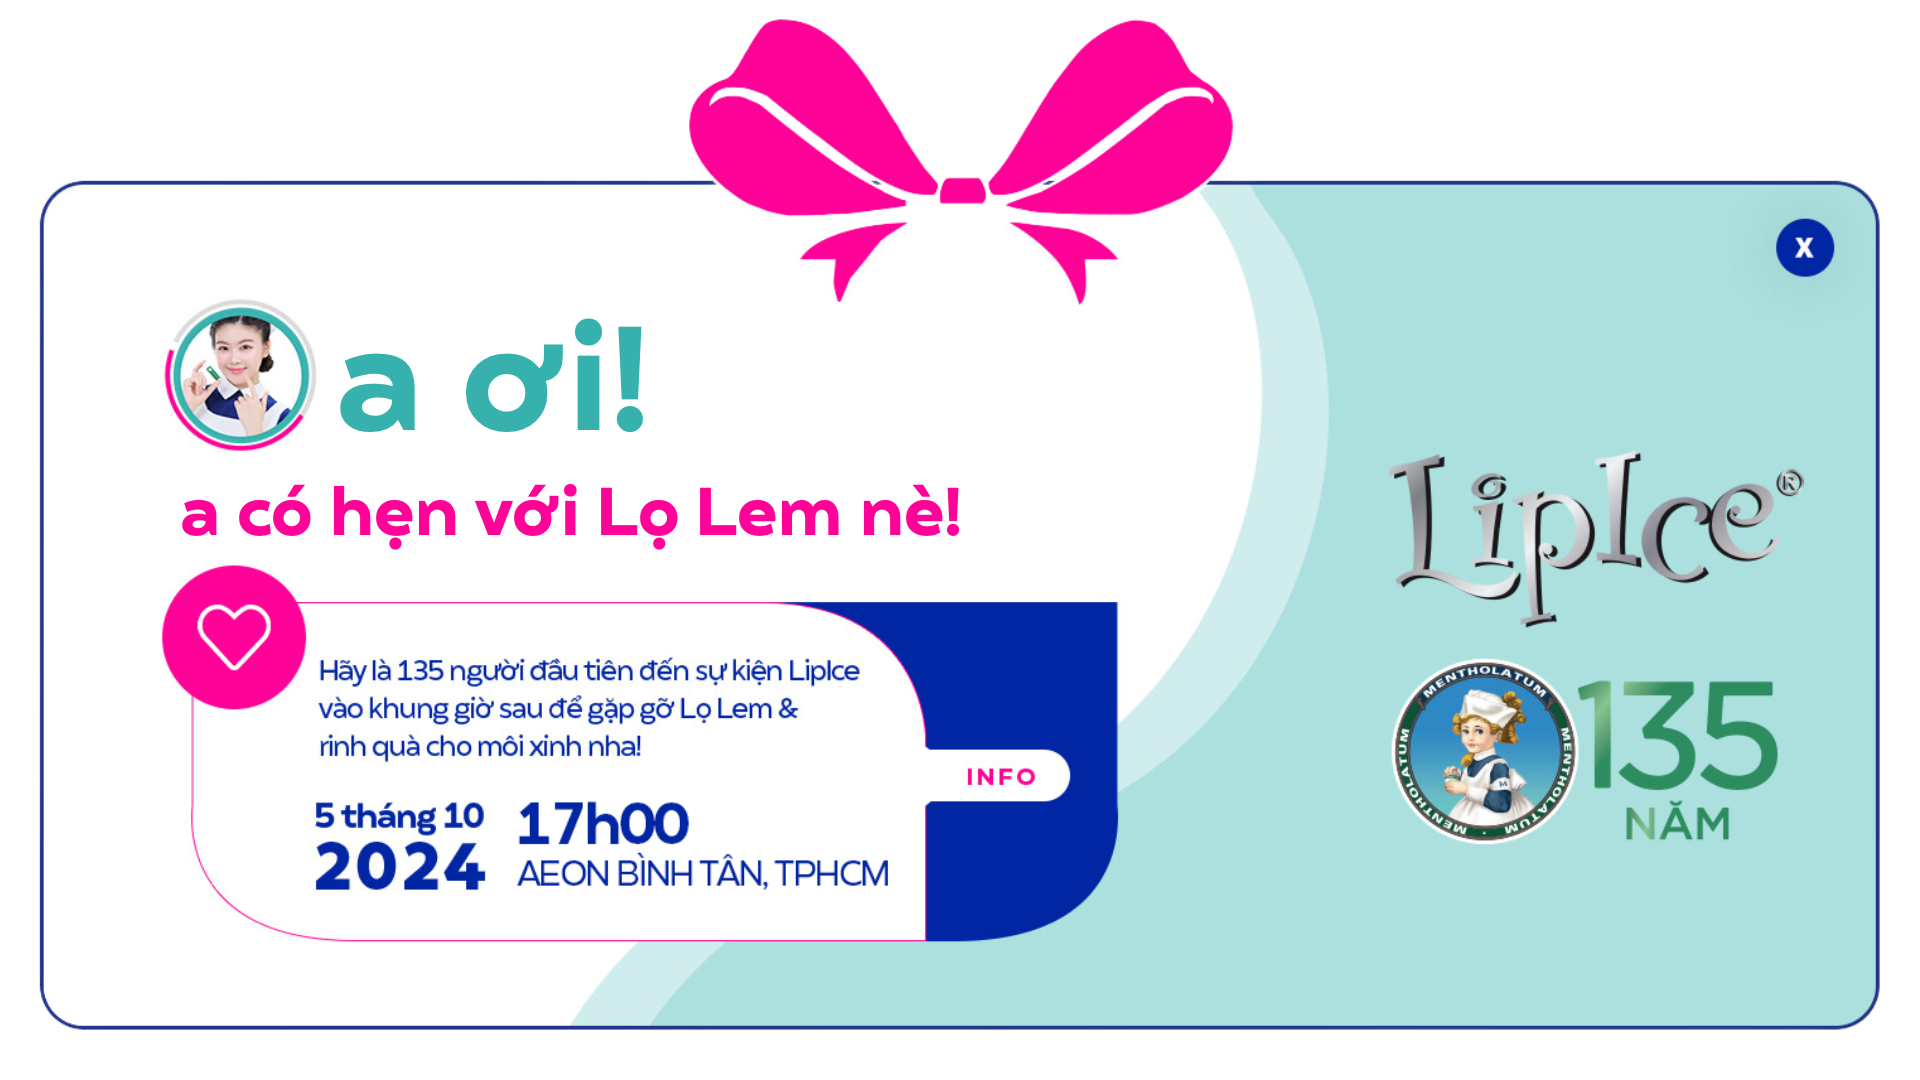 X
a ơi!
a có hẹn với Lọ Lem nè!
Hãy là 135 người đầu tiên đến sự kiện LipIce
vào khung giờ sau để gặp gỡ Lọ Lem &
rinh quà cho môi xinh nha!
INFO
5 tháng 10
2024
17h00
AEON BÌNH TÂN, TPHCM
LipIce®
MENTHOLATUM
MENTHOLATUM
MENTHOLATUM · MENTHOLATUM
135
NĂM